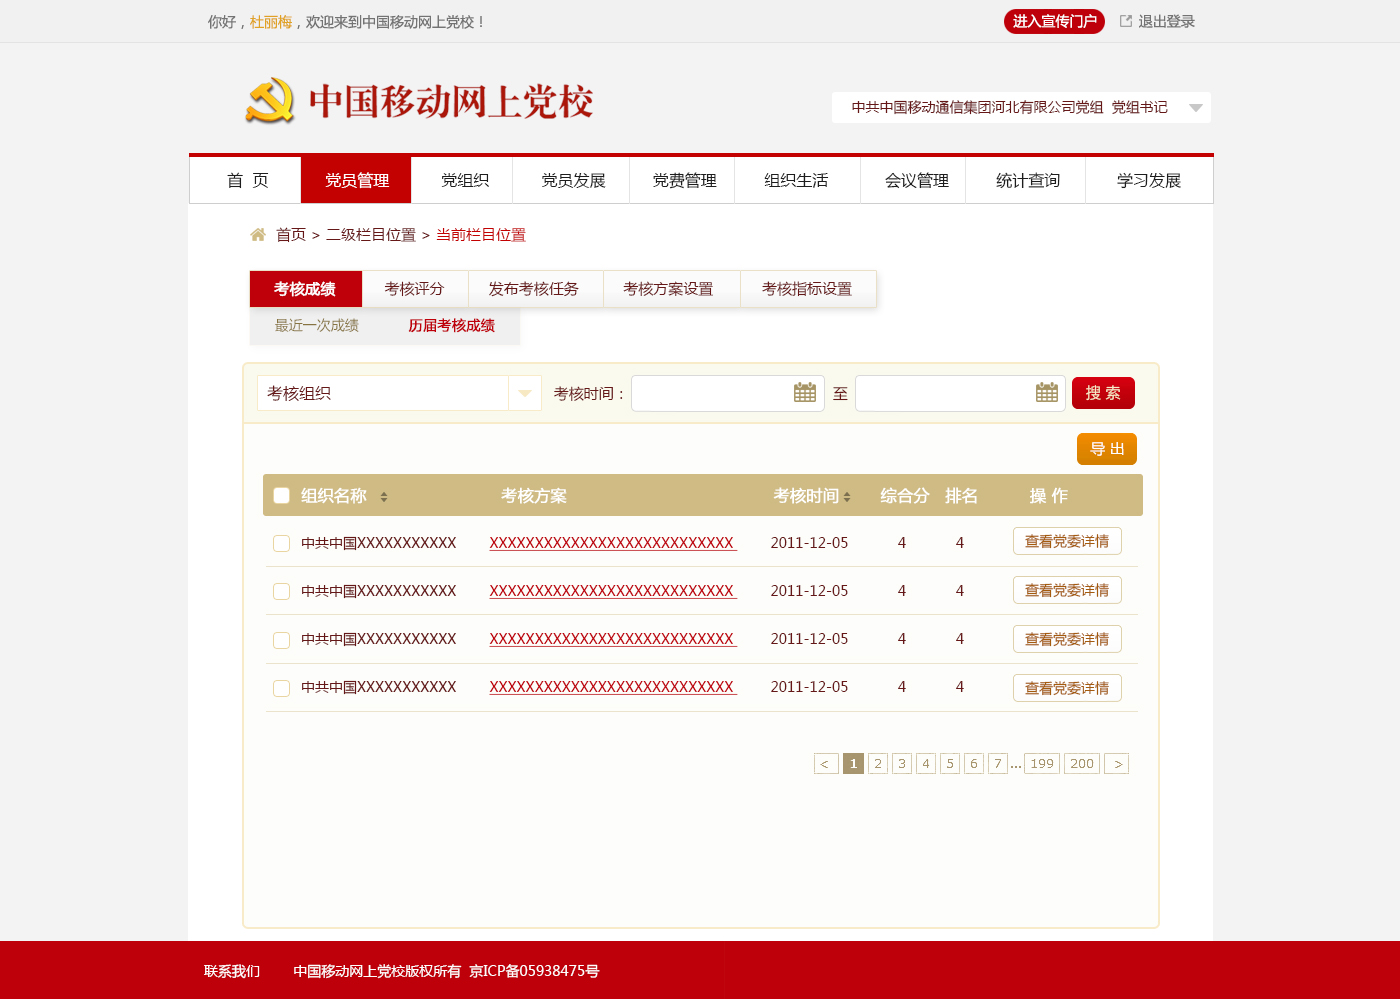 你好，杜丽梅，欢迎来到中国移动网上党校！ 进入宣传门户 退出登录
中国移动网上党校
中共中国移动通信集团河北有限公司党组 党组书记
首 页 党员管理 党组织 党员发展 党费管理 组织生活 会议管理 统计查询 学习发展
首页 > 二级栏目位置 > 当前栏目位置
考核成绩 考核评分 发布考核任务 考核方案设置 考核指标设置
最近一次成绩 历届考核成绩
考核组织 考核时间： 至 搜 索
导 出
组织名称 考核方案 考核时间 综合分 排名 操 作
中共中国XXXXXXXXXXX XXXXXXXXXXXXXXXXXXXXXXXXXXX 2011-12-05 4 4 查看党委详情
中共中国XXXXXXXXXXX XXXXXXXXXXXXXXXXXXXXXXXXXXX 2011-12-05 4 4 查看党委详情
中共中国XXXXXXXXXXX XXXXXXXXXXXXXXXXXXXXXXXXXXX 2011-12-05 4 4 查看党委详情
中共中国XXXXXXXXXXX XXXXXXXXXXXXXXXXXXXXXXXXXXX 2011-12-05 4 4 查看党委详情
< 1 2 3 4 5 6 7 ... 199 200 >
联系我们 中国移动网上党校版权所有 京ICP备05938475号